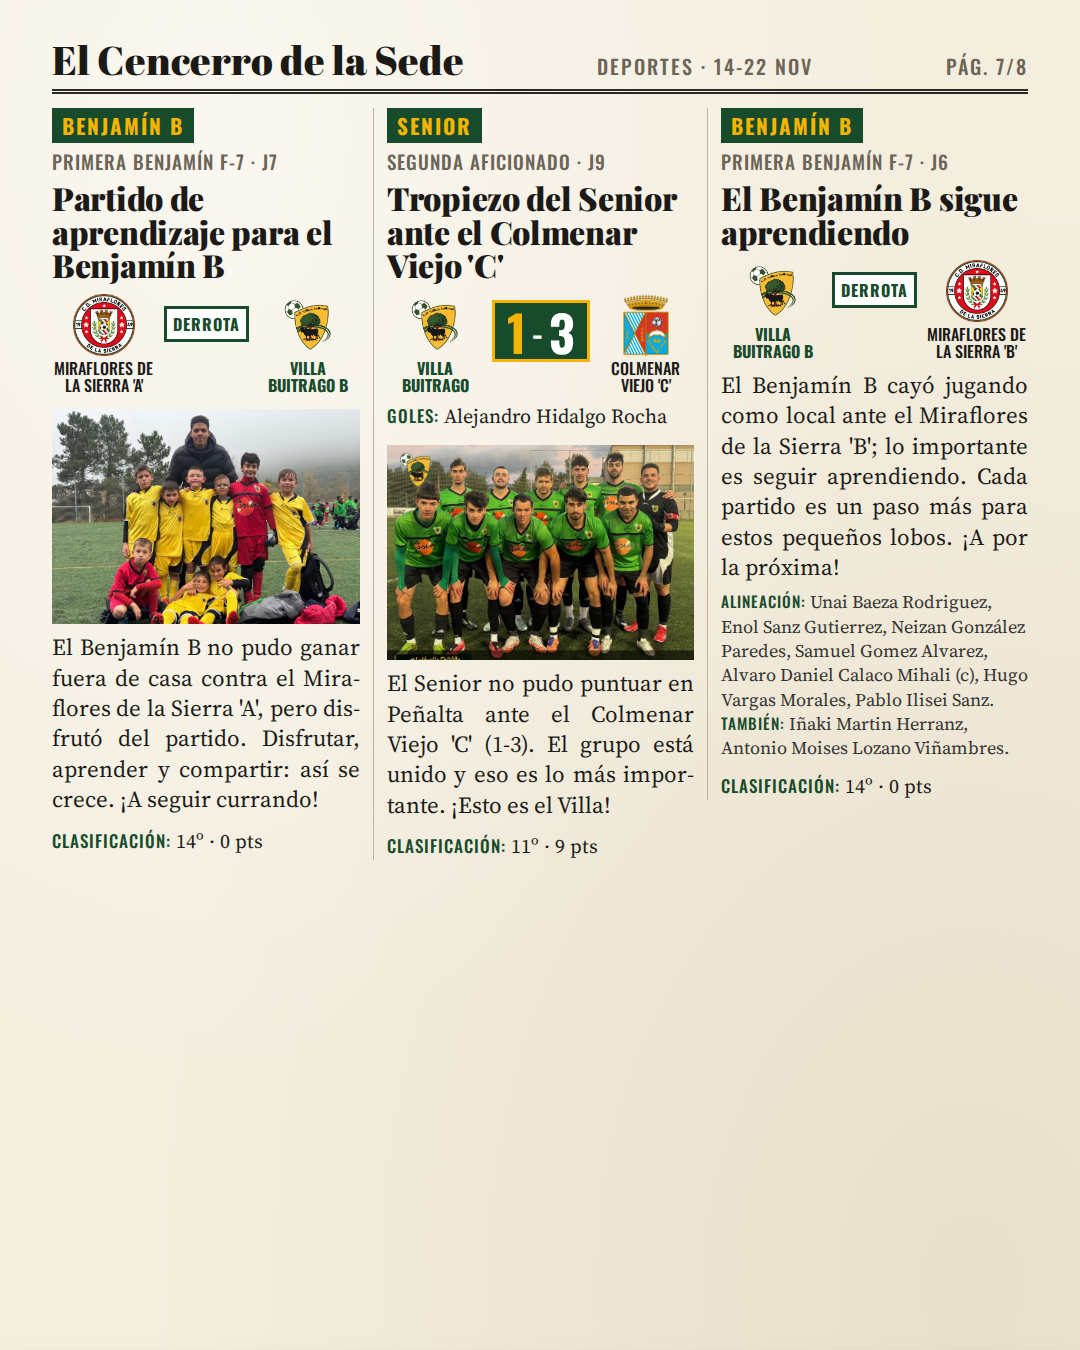 El Cencerro de la Sede
DEPORTES · 14-22 NOV
PÁG. 7/8
BENJAMÍN B
PRIMERA BENJAMÍN F-7 · J7
Partido de
aprendizaje para el
Benjamín B
DERROTA
MIRAFLORES DE
LA SIERRA 'A'
VILLA
BUITRAGO B
El Benjamín B no pudo ganar
fuera de casa contra el Mira-
flores de la Sierra 'A', pero dis-
frutó del partido. Disfrutar,
aprender y compartir: así se
crece. ¡A seguir currando!
CLASIFICACIÓN: 14º · 0 pts
SENIOR
SEGUNDA AFICIONADO · J9
Tropiezo del Senior
ante el Colmenar
Viejo 'C'
1 - 3
VILLA
BUITRAGO
COLMENAR
VIEJO 'C'
GOLES: Alejandro Hidalgo Rocha
El Senior no pudo puntuar en
Peñalta ante el Colmenar
Viejo 'C' (1-3). El grupo está
unido y eso es lo más impor-
tante. ¡Esto es el Villa!
CLASIFICACIÓN: 11º · 9 pts
BENJAMÍN B
PRIMERA BENJAMÍN F-7 · J6
El Benjamín B sigue
aprendiendo
DERROTA
VILLA
BUITRAGO B
MIRAFLORES DE
LA SIERRA 'B'
El Benjamín B cayó jugando
como local ante el Miraflores
de la Sierra 'B'; lo importante
es seguir aprendiendo. Cada
partido es un paso más para
estos pequeños lobos. ¡A por
la próxima!
ALINEACIÓN: Unai Baeza Rodriguez,
Enol Sanz Gutierrez, Neizan González
Paredes, Samuel Gomez Alvarez,
Alvaro Daniel Calaco Mihali (c), Hugo
Vargas Morales, Pablo Ilisei Sanz.
TAMBIÉN: Iñaki Martin Herranz,
Antonio Moises Lozano Viñambres.
CLASIFICACIÓN: 14º · 0 pts